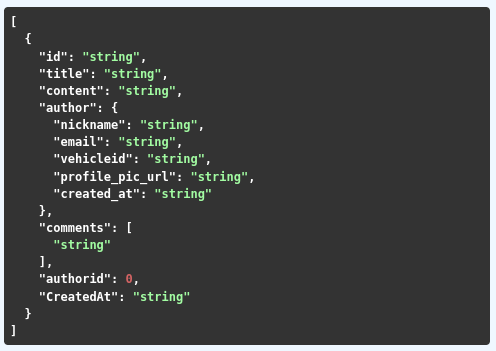 [
  {
    "id": "string",
    "title": "string",
    "content": "string",
    "author": {
      "nickname": "string",
      "email": "string",
      "vehicleid": "string",
      "profile_pic_url": "string",
      "created_at": "string"
    },
    "comments": [
      "string"
    ],
    "authorid": 0,
    "CreatedAt": "string"
  }
]